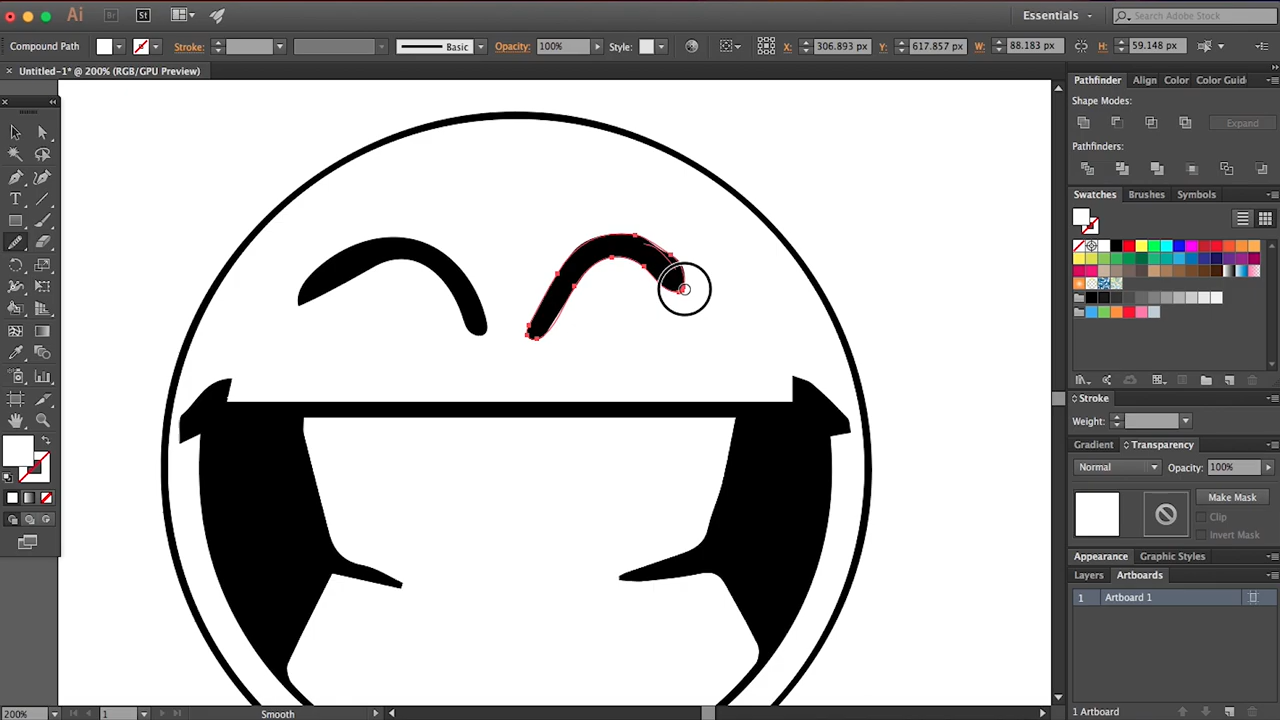 Ai Br St Essentials Search Adobe Stock
Compound Path Stroke: Basic Opacity: 100% Style: X: 306.893 px Y: 617.857 px W: 88.183 px H: 59.148 px
× Untitled-1* @ 200% (RGB/GPU Preview)
Pathfinder Align Color Color Guid
Shape Modes:
Expand
Pathfinders:
Swatches Brushes Symbols
T
Stroke
Weight:
Gradient Transparency
Normal Opacity: 100%
Make Mask
Clip
Invert Mask
Appearance Graphic Styles
Layers Artboards
1 Artboard 1
200% 1 Smooth 1 Artboard